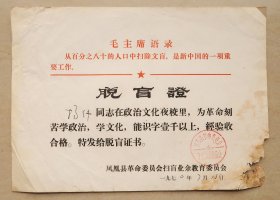 毛主席语录
从百分之八十的人口中扫除文盲，是新中国的一项重
要工作。
脱盲證
同志在政治文化夜校里，为革命刻
苦学政治，学文化，能识字壹千以上，经验收
合格。特发给脱盲证书。
凤凰县革命委员会扫盲业余教育委员会
一九七〇年 月 日